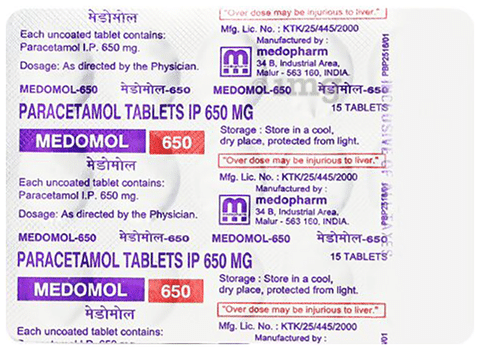 मेडोमोल
"Over dose may be injurious to liver."
Each uncoated tablet contains:
Paracetamol I.P. 650 mg.
Mfg. Lic. No. : KTK/25/445/2000
Manufactured by :
medopharm
34 B, Industrial Area,
Malur - 563 160, INDIA.
Dosage: As directed by the Physician.
PBP2518/01
MEDOMOL-650 मेडोमोल-650 MEDOMOL-650 मेडोमोल-650
PARACETAMOL TABLETS IP 650 MG
15 TABLETS
MEDOMOL 650
Storage : Store in a cool,
dry place, protected from light.
मेडोमोल
"Over dose may be injurious to liver."
Each uncoated tablet contains:
Paracetamol I.P. 650 mg.
Mfg. Lic. No. : KTK/25/445/2000
Manufactured by :
medopharm
34 B, Industrial Area,
Malur - 563 160, INDIA.
Dosage: As directed by the Physician.
PBP2518/01
MEDOMOL-650 मेडोमोल-650 MEDOMOL-650 मेडोमोल-650
PARACETAMOL TABLETS IP 650 MG
15 TABLETS
MEDOMOL 650
Storage : Store in a cool,
dry place, protected from light.
मेडोमोल
"Over dose may be injurious to liver."
Each uncoated tablet contains:
Mfg. Lic. No. : KTK/25/445/2000
Manufactured by :